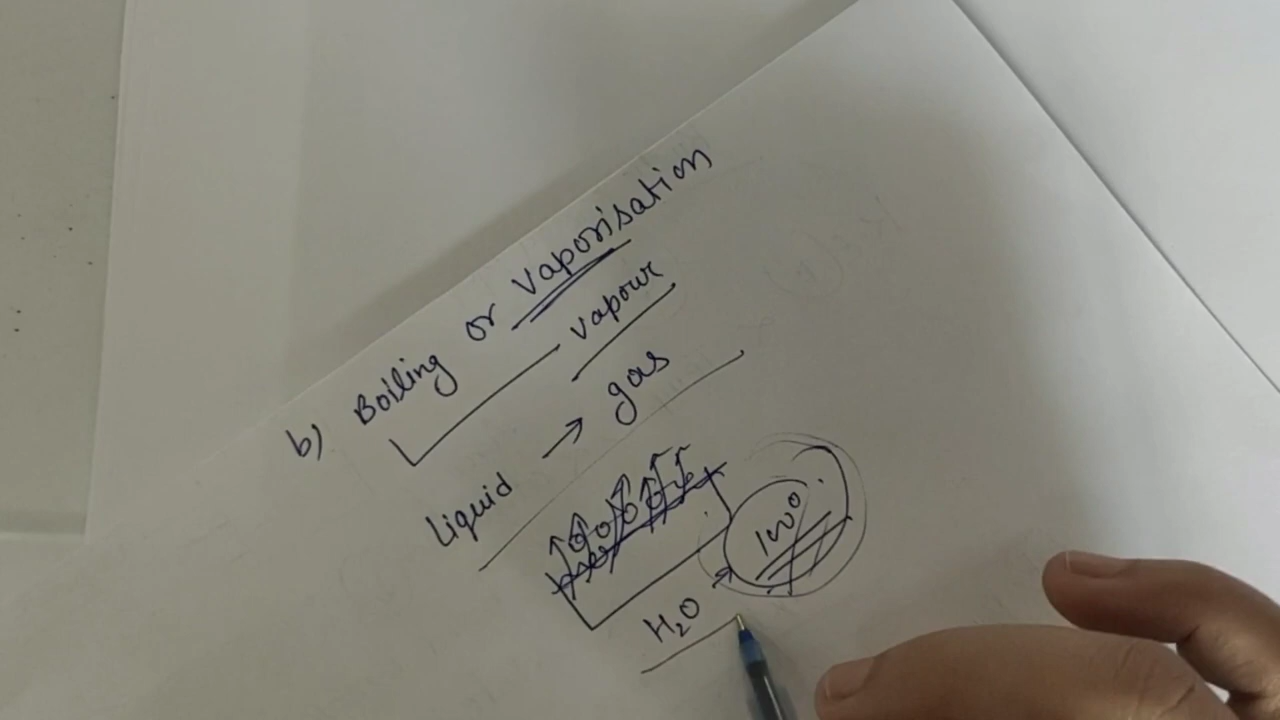 b) Boiling or Vaporisation
vapour
liquid → gas
H₂O → 100°